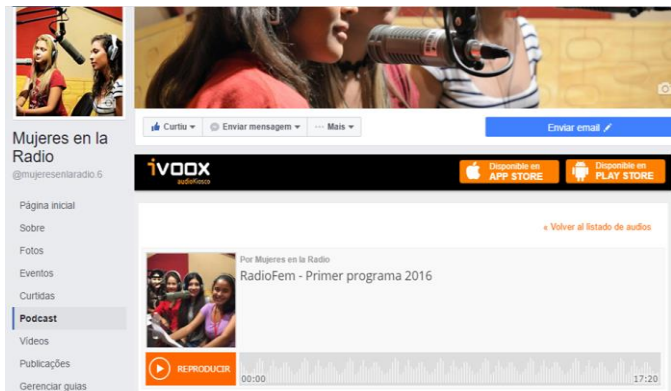 Mujeres en la
Radio
@mujeresenlaradio.6
Página inicial
Sobre
Fotos
Eventos
Curtidas
Podcast
Vídeos
Publicações
Gerenciar guias
Curtiu
Enviar mensagem
··· Mais
Enviar email
ivoox
audioKiosco
Disponible en
APP STORE
Disponible en
PLAY STORE
« Volver al listado de audios
Por Mujeres en la Radio
RadioFem - Primer programa 2016
REPRODUCIR
00:00
17:20